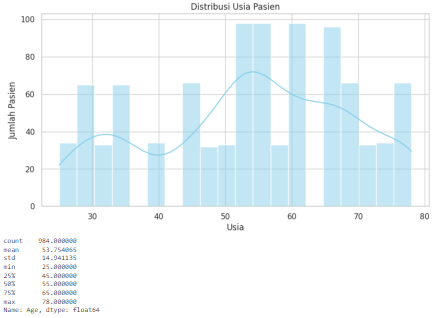 Distribusi Usia Pasien
100
80
60
40
20
0
Jumlah Pasien
30 40 50 60 70 80
Usia
count 984.000000
mean 53.754065
std 14.941135
min 25.000000
25% 45.000000
50% 55.000000
75% 65.000000
max 78.000000
Name: Age, dtype: float64